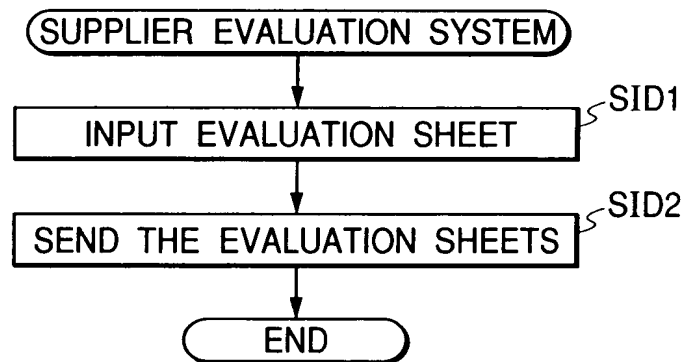 SUPPLIER EVALUATION SYSTEM
SID1
INPUT EVALUATION SHEET
SID2
SEND THE EVALUATION SHEETS
END